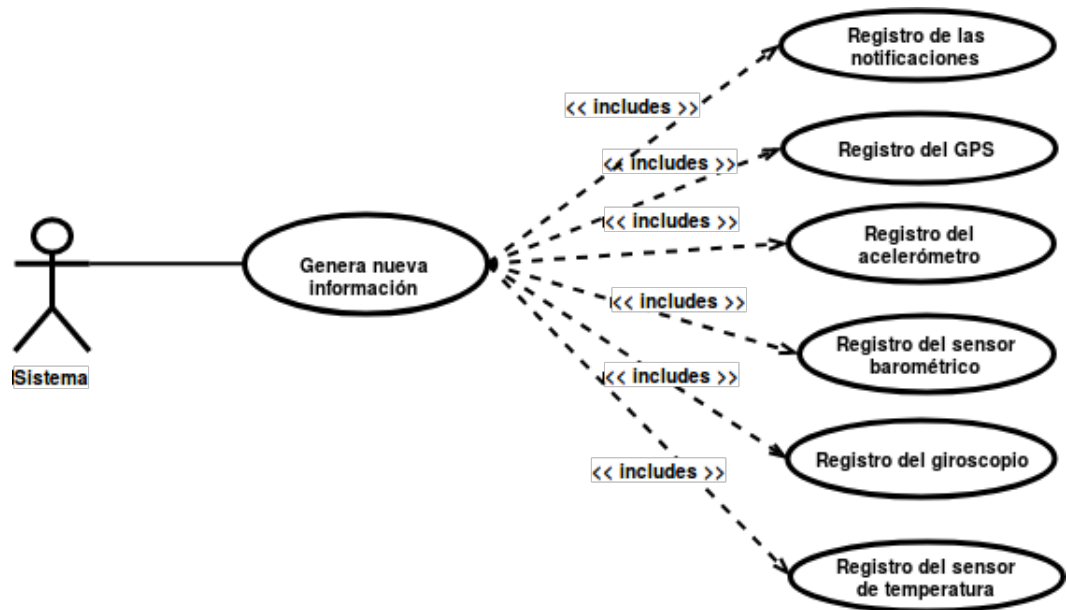 Registro de las
notificaciones
<< includes >>
Registro del GPS
<< includes >>
<< includes >>
Registro del
acelerómetro
Genera nueva
información
<< includes >>
Registro del sensor
barométrico
Sistema
<< includes >>
Registro del giroscopio
<< includes >>
Registro del sensor
de temperatura